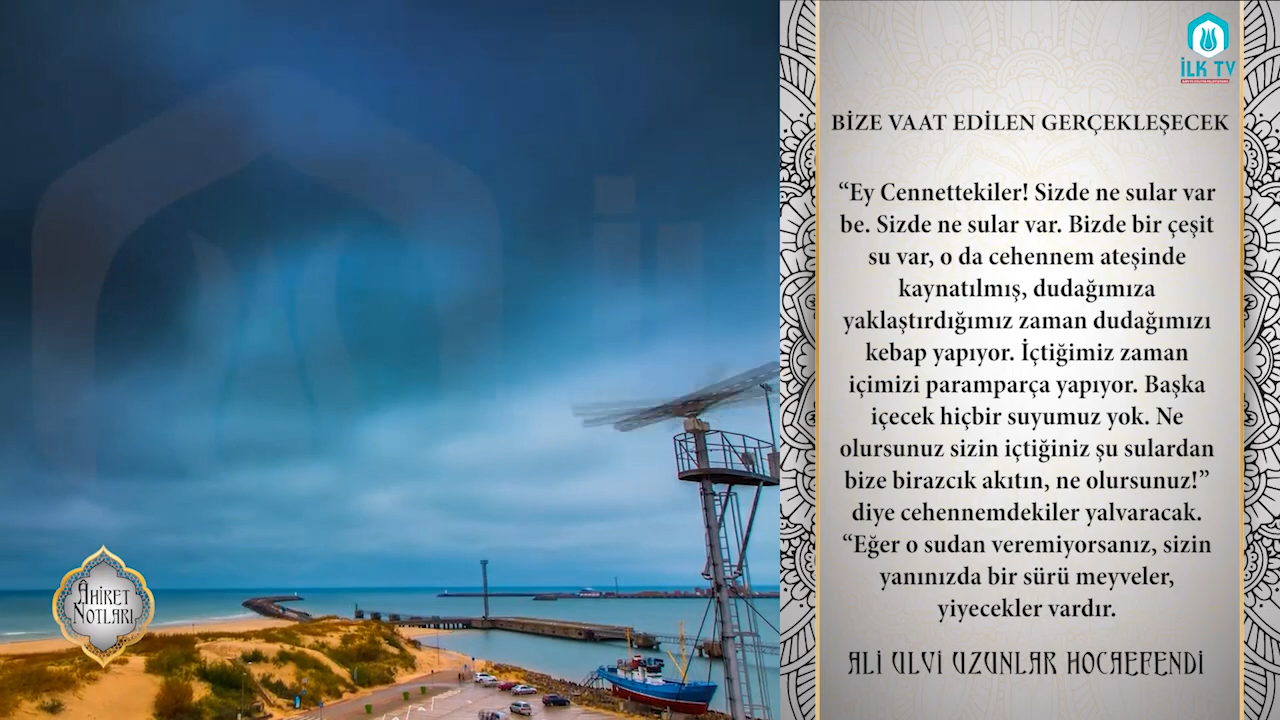 İLK TV
BİZE VAAT EDİLEN GERÇEKLEŞECEK
“Ey Cennettekiler! Sizde ne sular var
be. Sizde ne sular var. Bizde bir çeşit
su var, o da cehennem ateşinde
kaynatılmış, dudağımıza
yaklaştırdığımız zaman dudağımızı
kebap yapıyor. İçtiğimiz zaman
içimizi paramparça yapıyor. Başka
içecek hiçbir suyumuz yok. Ne
olursunuz sizin içtiğiniz şu sulardan
bize birazcık akıtın, ne olursunuz!”
diye cehennemdekiler yalvaracak.
“Eğer o sudan veremiyorsanız, sizin
yanınızda bir sürü meyveler,
yiyecekler vardır.
ALİ ULVİ UZUNLAR HOCAEFENDİ
AHİRET
NOTLARI